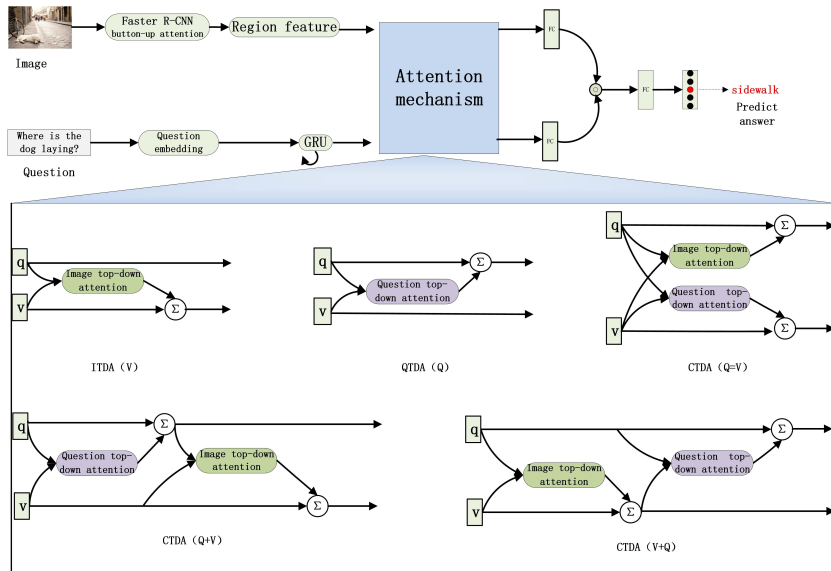 Faster R-CNN
button-up attention
Region feature
Image
Attention
mechanism
FC
FC
FC
sidewalk
Predict
answer
Where is the
dog laying?
Question
embedding
GRU
Question
q
Image top-down
attention
v
Σ
ITDA（V）
q
Question top-
down attention
v
Σ
QTDA（Q）
q
Image top-down
attention
Question top-
down attention
v
Σ
Σ
CTDA（Q=V）
q
Question top-
down attention
v
Σ
Image top-down
attention
Σ
CTDA（Q+V）
q
Image top-down
attention
v
Σ
Question top-
down attention
Σ
CTDA（V+Q）